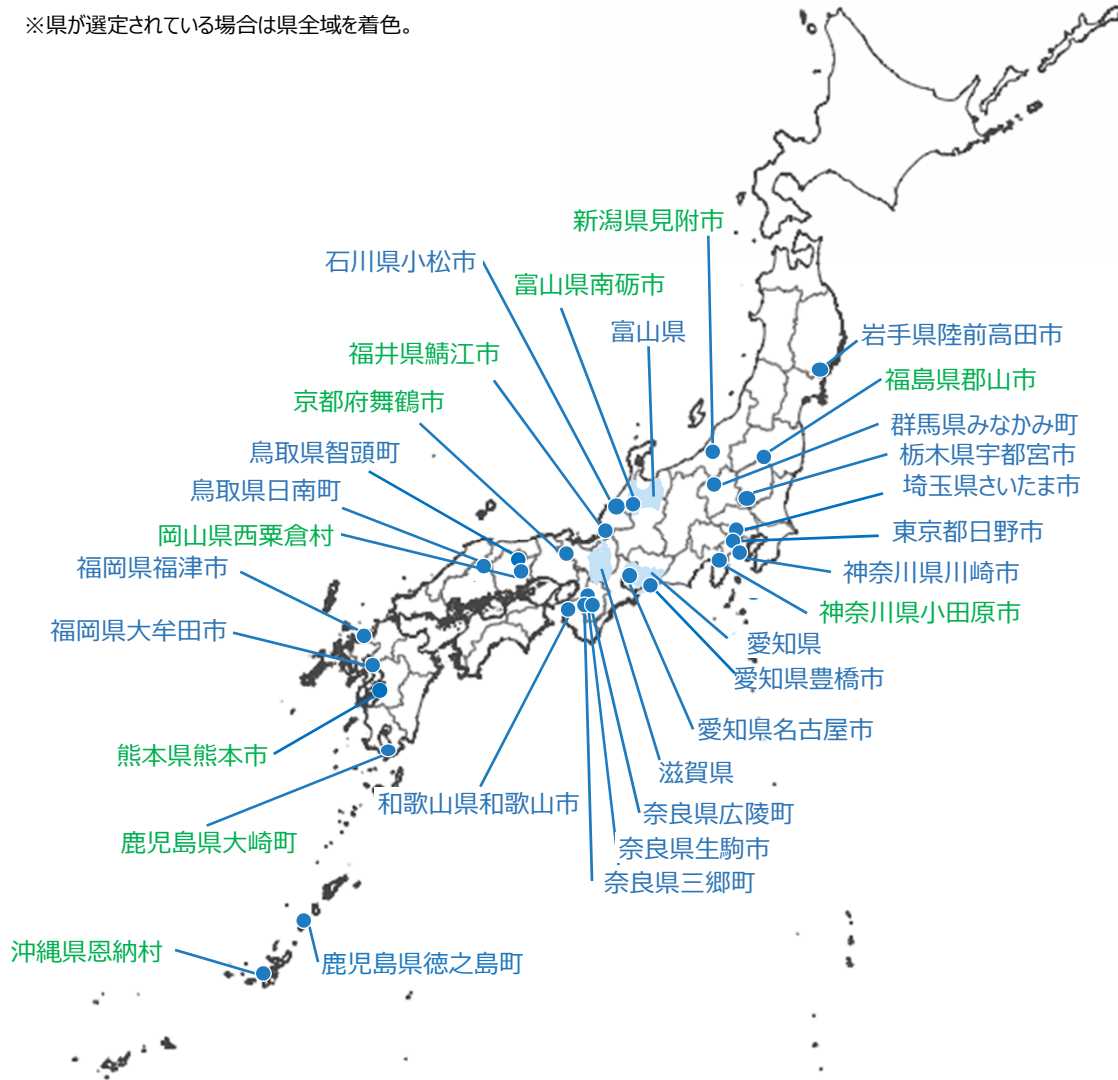 ※県が選定されている場合は県全域を着色。
新潟県見附市
石川県小松市
富山県南砺市
富山県
岩手県陸前高田市
福井県鯖江市
福島県郡山市
京都府舞鶴市
群馬県みなかみ町
鳥取県智頭町
栃木県宇都宮市
鳥取県日南町
埼玉県さいたま市
岡山県西粟倉村
東京都日野市
福岡県福津市
神奈川県川崎市
神奈川県小田原市
福岡県大牟田市
愛知県
愛知県豊橋市
愛知県名古屋市
熊本県熊本市
滋賀県
和歌山県和歌山市
奈良県広陵町
鹿児島県大崎町
奈良県生駒市
奈良県三郷町
沖縄県恩納村
鹿児島県徳之島町